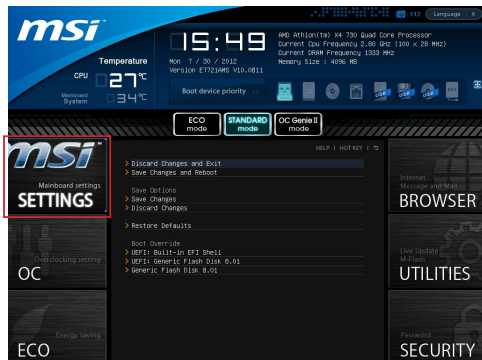 msi
F12
Language
X
15:49
Temperature
Mon 7 / 30 / 2012
Version E7721AMS V10.0B11
CPU 27°C
Mainboard
System 34°C
AMD Athlon(tm) X4 730 Quad Core Processor
Current Cpu Frequency 2.80 GHz (100 x 28 MHz)
Current DRAM Frequency 1333 MHz
Memory Size : 4096 MB
Boot device priority
USB USB USB
ECO
mode
STANDARD
mode
OC Genie II
mode
HELP | HOT KEY |
msi
Mainboard settings
SETTINGS
Overclocking setting
OC
Energy saving
ECO
> Discard Changes and Exit
> Save Changes and Reboot
Save Options
> Save Changes
> Discard Changes
> Restore Defaults
Boot Override
> UEFI: Built-in EFI Shell
> UEFI: Generic Flash Disk 8.01
> Generic Flash Disk 8.01
Internet
Message and Mail
BROWSER
Live Update
M-Flash
UTILITIES
Password
SECURITY